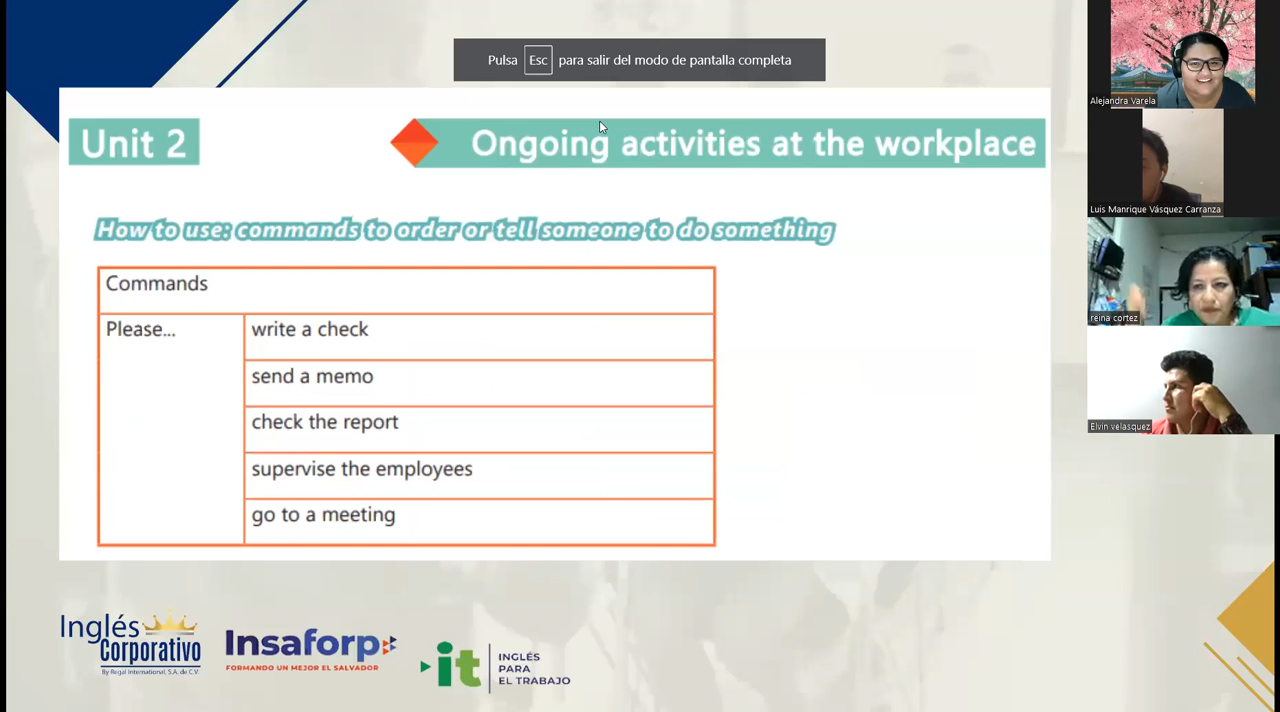 Pulsa Esc para salir del modo de pantalla completa
Unit 2
Ongoing activities at the workplace
How to use: commands to order or tell someone to do something
Commands
Please...
write a check
send a memo
check the report
supervise the employees
go to a meeting
Inglés
Corporativo
By Regal International, S.A. de C.V.
Insaforp
FORMANDO UN MEJOR EL SALVADOR
it
INGLÉS
PARA
EL TRABAJO
Alejandra Varela
Luis Manrique Vásquez Carranza
reina cortez
Elvin velasquez